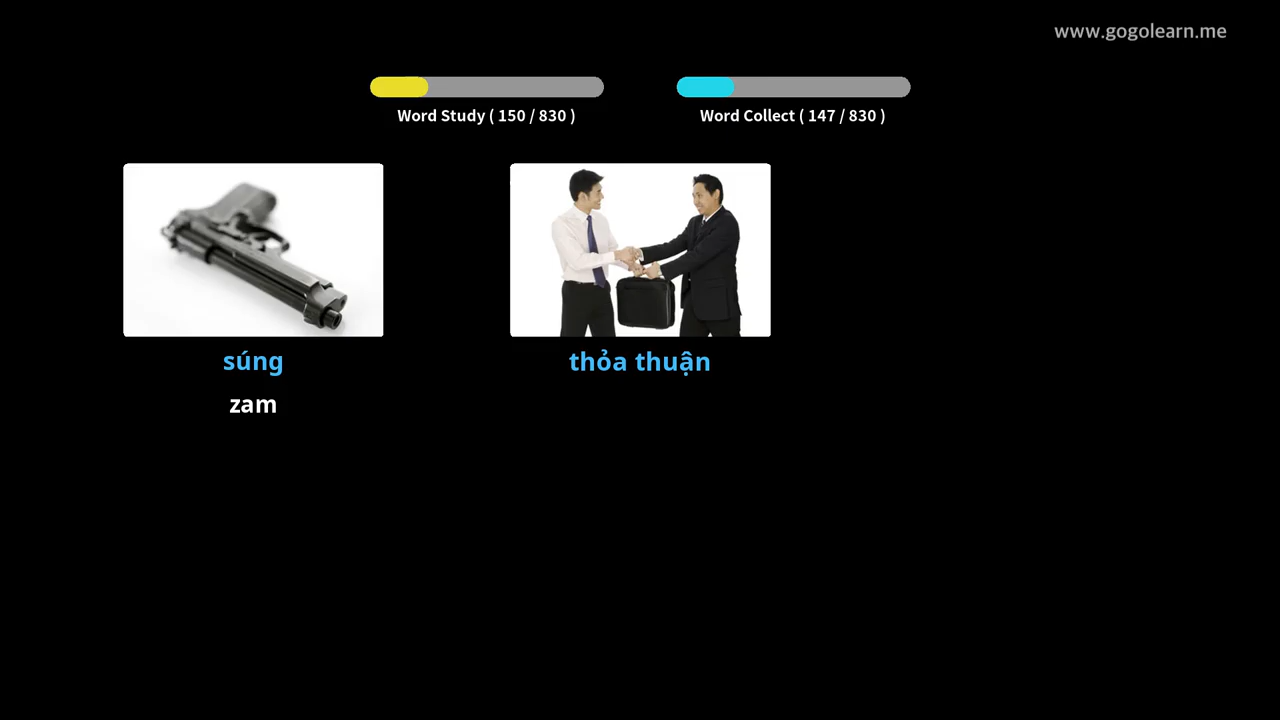 www.gogolearn.me
Word Study ( 150 / 830 )
Word Collect ( 147 / 830 )
súng
thỏa thuận
zam